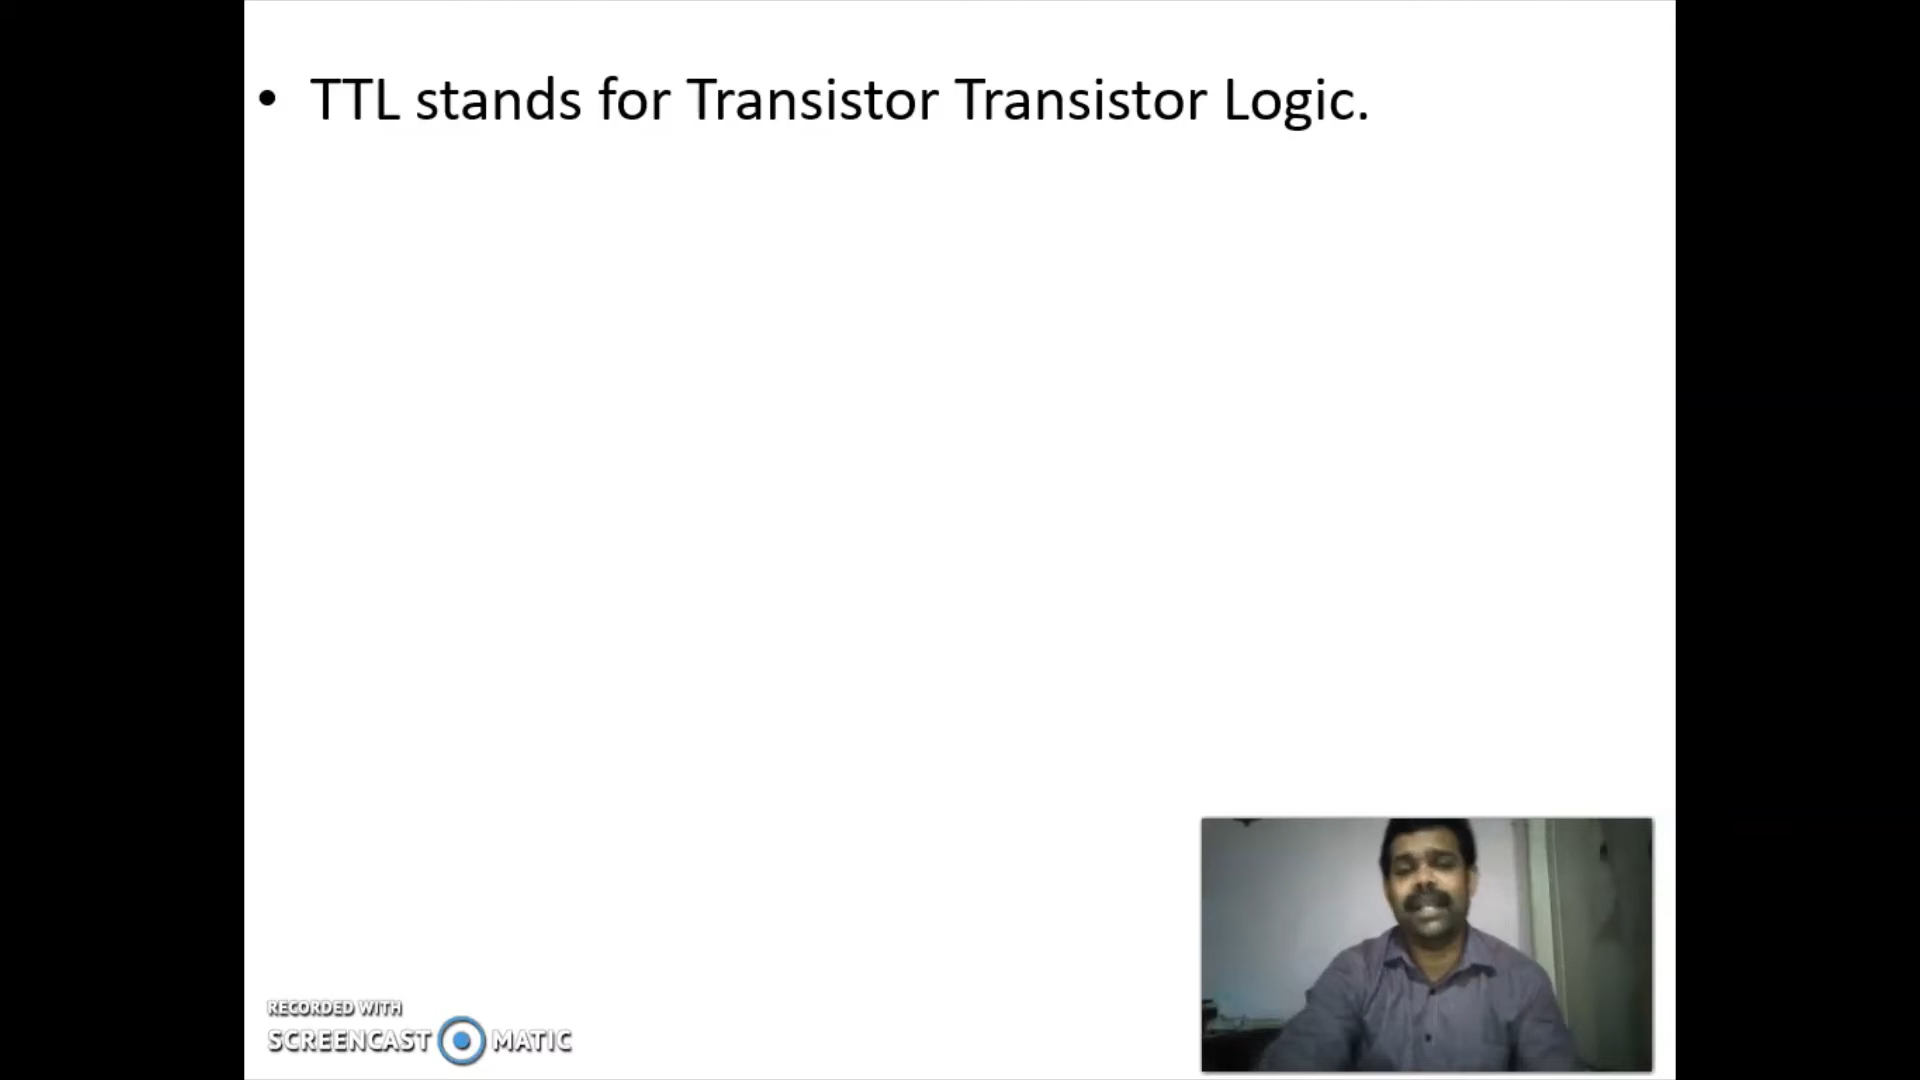 • TTL stands for Transistor Transistor Logic.
RECORDED WITH
SCREENCAST MATIC